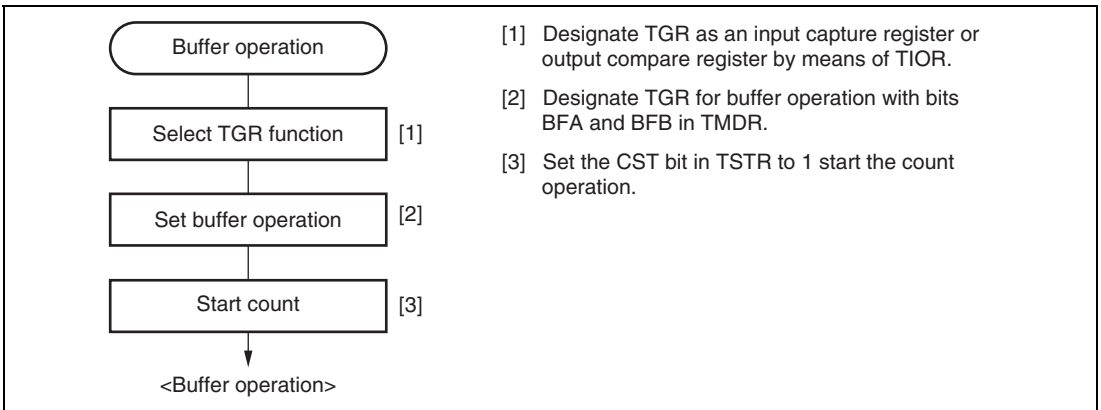 Buffer operation
Select TGR function
[1]
Set buffer operation
[2]
Start count
[3]
<Buffer operation>
[1] Designate TGR as an input capture register or
output compare register by means of TIOR.
[2] Designate TGR for buffer operation with bits
BFA and BFB in TMDR.
[3] Set the CST bit in TSTR to 1 start the count
operation.